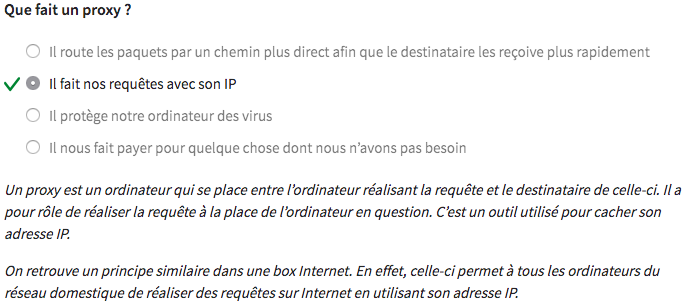 Que fait un proxy ?
Il route les paquets par un chemin plus direct afin que le destinataire les reçoive plus rapidement
Il fait nos requêtes avec son IP
Il protège notre ordinateur des virus
Il nous fait payer pour quelque chose dont nous n'avons pas besoin
Un proxy est un ordinateur qui se place entre l'ordinateur réalisant la requête et le destinataire de celle-ci. Il a
pour rôle de réaliser la requête à la place de l'ordinateur en question. C'est un outil utilisé pour cacher son
adresse IP.
On retrouve un principe similaire dans une box Internet. En effet, celle-ci permet à tous les ordinateurs du
réseau domestique de réaliser des requêtes sur Internet en utilisant son adresse IP.